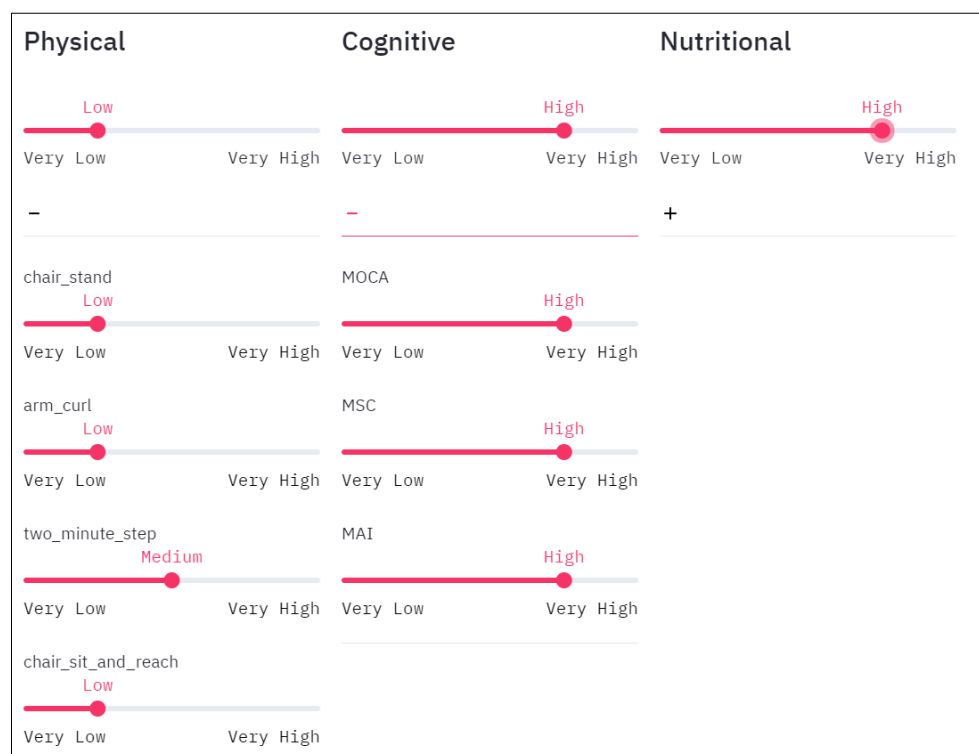 Physical
Cognitive
Nutritional
Low
High
High
Very Low Very High
Very Low Very High
Very Low Very High
-
-
+
chair_stand
MOCA
Low
High
Very Low Very High
Very Low Very High
arm_curl
MSC
Low
High
Very Low Very High
Very Low Very High
two_minute_step
MAI
Medium
High
Very Low Very High
Very Low Very High
chair_sit_and_reach
Low
Very Low Very High